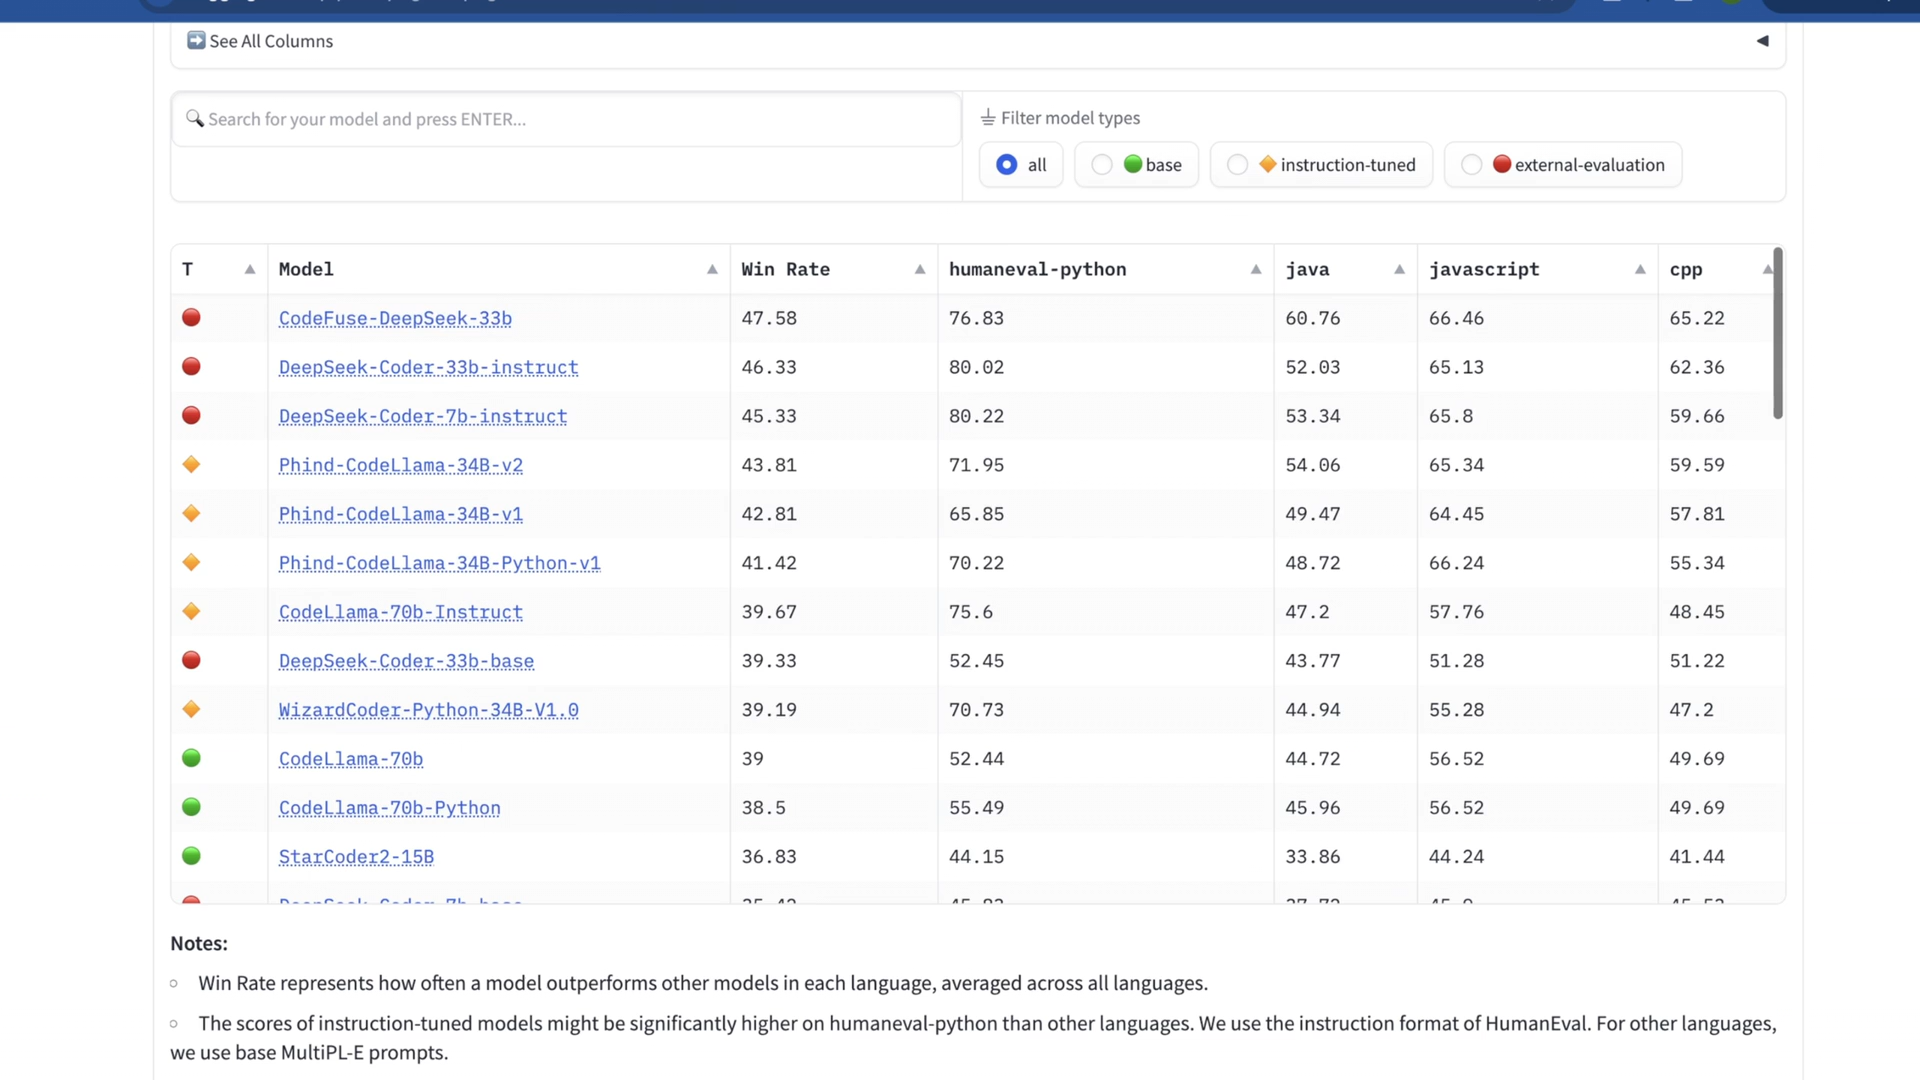 See All Columns
Search for your model and press ENTER...
Filter model types
all base instruction-tuned external-evaluation
T Model Win Rate humaneval-python java javascript cpp
CodeFuse-DeepSeek-33b 47.58 76.83 60.76 66.46 65.22
DeepSeek-Coder-33b-instruct 46.33 80.02 52.03 65.13 62.36
DeepSeek-Coder-7b-instruct 45.33 80.22 53.34 65.8 59.66
Phind-CodeLlama-34B-v2 43.81 71.95 54.06 65.34 59.59
Phind-CodeLlama-34B-v1 42.81 65.85 49.47 64.45 57.81
Phind-CodeLlama-34B-Python-v1 41.42 70.22 48.72 66.24 55.34
CodeLlama-70b-Instruct 39.67 75.6 47.2 57.76 48.45
DeepSeek-Coder-33b-base 39.33 52.45 43.77 51.28 51.22
WizardCoder-Python-34B-V1.0 39.19 70.73 44.94 55.28 47.2
CodeLlama-70b 39 52.44 44.72 56.52 49.69
CodeLlama-70b-Python 38.5 55.49 45.96 56.52 49.69
StarCoder2-15B 36.83 44.15 33.86 44.24 41.44
DeepSeek-Coder-7b-base
Notes:
Win Rate represents how often a model outperforms other models in each language, averaged across all languages.
The scores of instruction-tuned models might be significantly higher on humaneval-python than other languages. We use the instruction format of HumanEval. For other languages,
we use base MultiPL-E prompts.